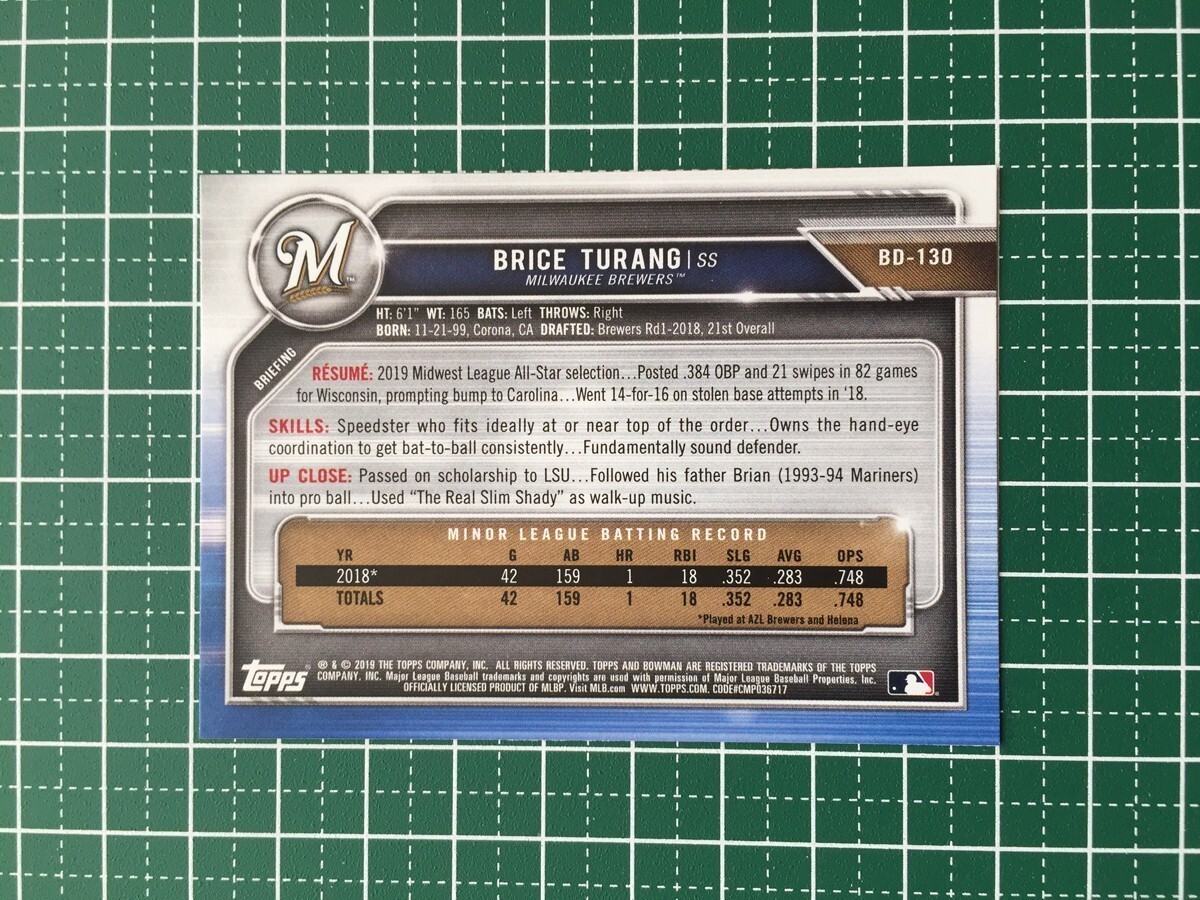 M™
BRICE TURANG | SS
MILWAUKEE BREWERS™
BD-130
HT: 6'1" WT: 165 BATS: Left THROWS: Right
BORN: 11-21-99, Corona, CA DRAFTED: Brewers Rd1-2018, 21st Overall
BRIEFING
RÉSUMÉ: 2019 Midwest League All-Star selection...Posted .384 OBP and 21 swipes in 82 games
for Wisconsin, prompting bump to Carolina...Went 14-for-16 on stolen base attempts in '18.
SKILLS: Speedster who fits ideally at or near top of the order...Owns the hand-eye
coordination to get bat-to-ball consistently...Fundamentally sound defender.
UP CLOSE: Passed on scholarship to LSU...Followed his father Brian (1993-94 Mariners)
into pro ball...Used "The Real Slim Shady" as walk-up music.
MINOR LEAGUE BATTING RECORD
YR G AB HR RBI SLG AVG OPS
2018* 42 159 1 18 .352 .283 .748
TOTALS 42 159 1 18 .352 .283 .748
*Played at AZL Brewers and Helena
Topps® ® & © 2019 THE TOPPS COMPANY, INC. ALL RIGHTS RESERVED. TOPPS AND BOWMAN ARE REGISTERED TRADEMARKS OF THE TOPPS
COMPANY, INC. Major League Baseball trademarks and copyrights are used with permission of Major League Baseball Properties, Inc.
OFFICIALLY LICENSED PRODUCT OF MLBP. Visit MLB.com WWW.TOPPS.COM. CODE#CMP036717